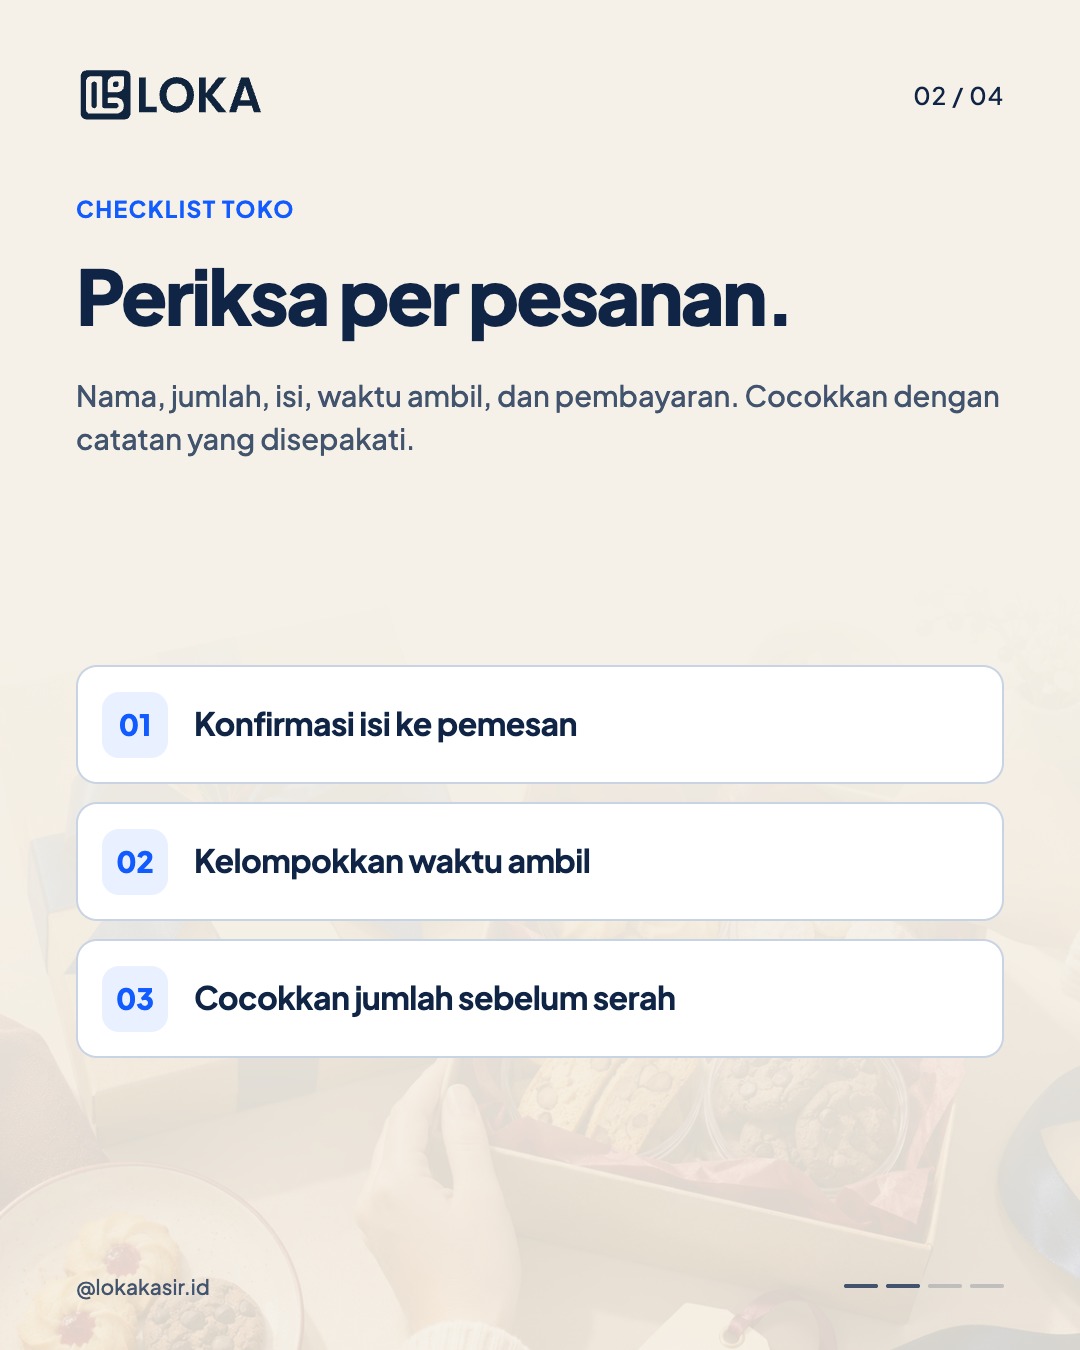 LOKA
02 / 04
CHECKLIST TOKO
Periksa per pesanan.
Nama, jumlah, isi, waktu ambil, dan pembayaran. Cocokkan dengan
catatan yang disepakati.
01 Konfirmasi isi ke pemesan
02 Kelompokkan waktu ambil
03 Cocokkan jumlah sebelum serah
@lokakasir.id